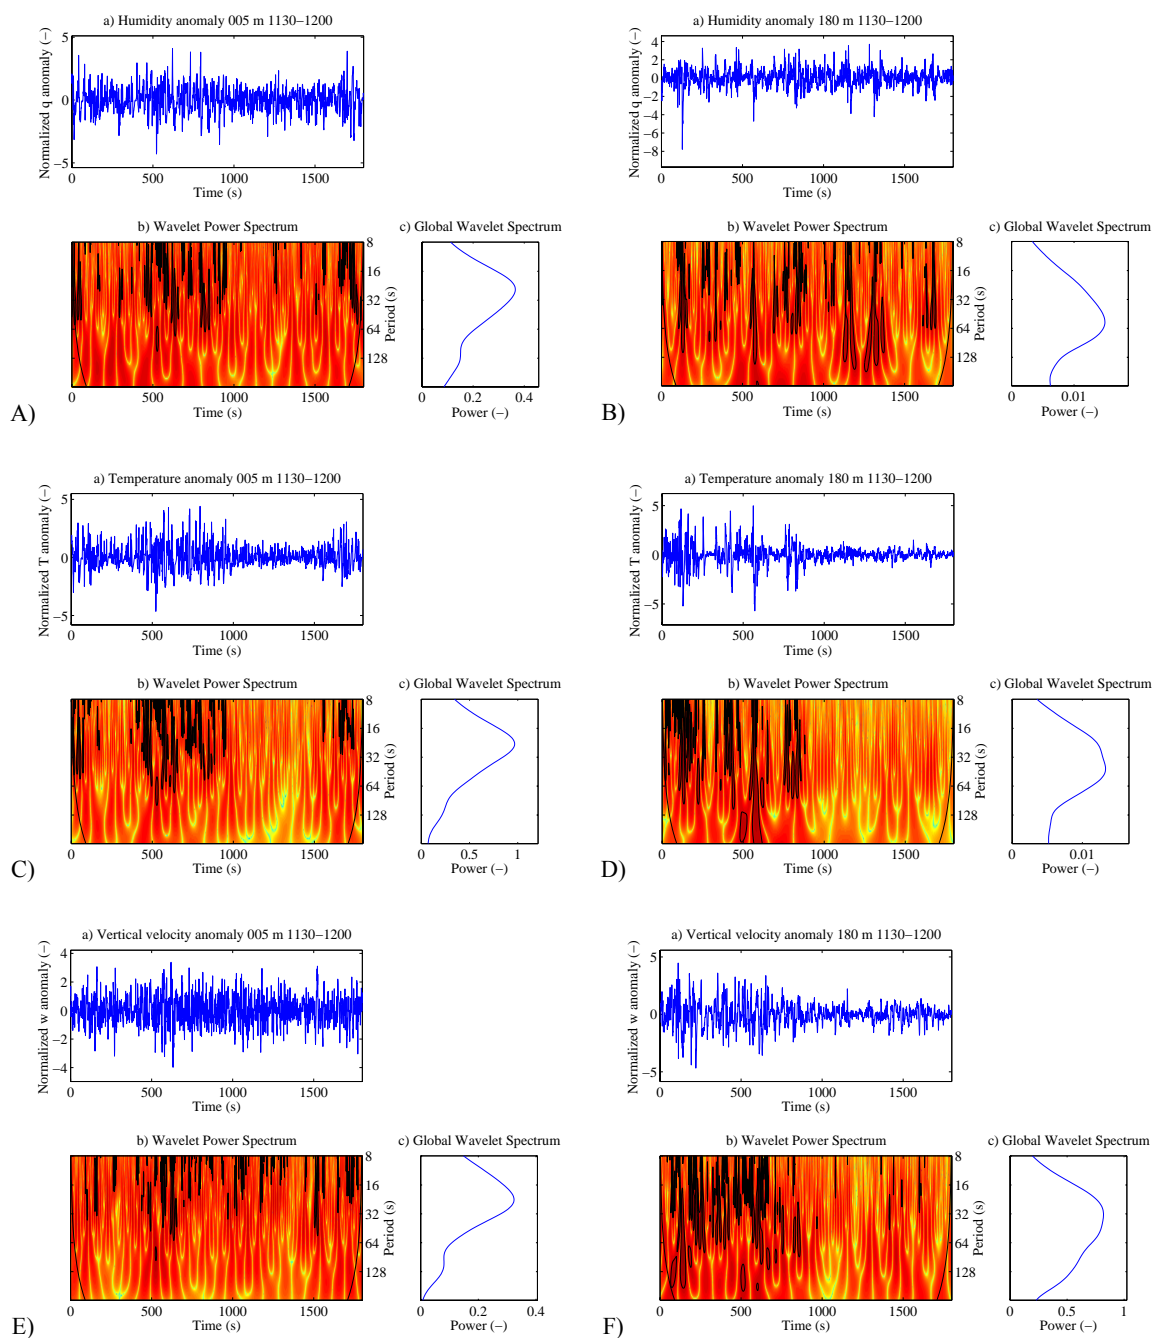 a) Humidity anomaly 005 m 1130−1200
Normalized q anomaly (−)
5
0
−5
0 500 1000 1500
Time (s)
b) Wavelet Power Spectrum
8
16
32
64
128
Period (s)
0 500 1000 1500
Time (s)
c) Global Wavelet Spectrum
0 0.2 0.4
Power (−)
A)
a) Humidity anomaly 180 m 1130−1200
Normalized q anomaly (−)
4
2
0
−2
−4
−6
−8
0 500 1000 1500
Time (s)
b) Wavelet Power Spectrum
8
16
32
64
128
Period (s)
0 500 1000 1500
Time (s)
c) Global Wavelet Spectrum
0 0.01
Power (−)
B)
a) Temperature anomaly 005 m 1130−1200
Normalized T anomaly (−)
5
0
−5
0 500 1000 1500
Time (s)
b) Wavelet Power Spectrum
8
16
32
64
128
Period (s)
0 500 1000 1500
Time (s)
c) Global Wavelet Spectrum
0 0.5 1
Power (−)
C)
a) Temperature anomaly 180 m 1130−1200
Normalized T anomaly (−)
5
0
−5
0 500 1000 1500
Time (s)
b) Wavelet Power Spectrum
8
16
32
64
128
Period (s)
0 500 1000 1500
Time (s)
c) Global Wavelet Spectrum
0 0.01
Power (−)
D)
a) Vertical velocity anomaly 005 m 1130−1200
Normalized w anomaly (−)
4
2
0
−2
−4
0 500 1000 1500
Time (s)
b) Wavelet Power Spectrum
8
16
32
64
128
Period (s)
0 500 1000 1500
Time (s)
c) Global Wavelet Spectrum
0 0.2 0.4
Power (−)
E)
a) Vertical velocity anomaly 180 m 1130−1200
Normalized w anomaly (−)
5
0
−5
0 500 1000 1500
Time (s)
b) Wavelet Power Spectrum
8
16
32
64
128
Period (s)
0 500 1000 1500
Time (s)
c) Global Wavelet Spectrum
0 0.5 1
Power (−)
F)